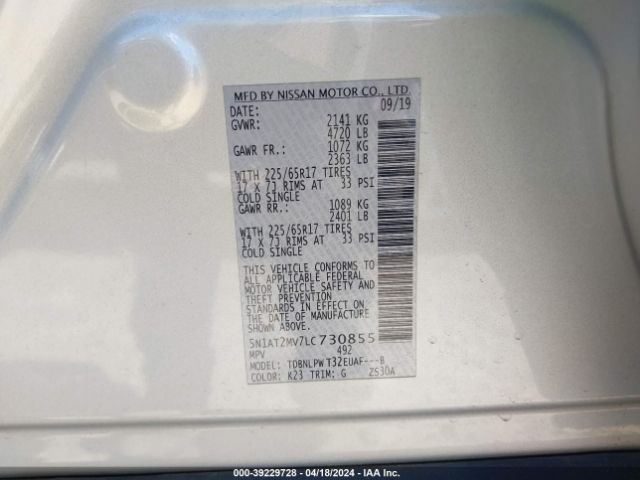 MFD BY NISSAN MOTOR CO., LTD.
DATE: 09/19
GVWR: 2141 KG
4720 LB
GAWR FR.: 1072 KG
2363 LB
WITH 225/65R17 TIRES
17 X 7J RIMS AT 33 PSI
COLD SINGLE
GAWR RR.: 1089 KG
2401 LB
WITH 225/65R17 TIRES
17 X 7J RIMS AT 33 PSI
COLD SINGLE
THIS VEHICLE CONFORMS TO
ALL APPLICABLE FEDERAL
MOTOR VEHICLE SAFETY AND
THEFT PREVENTION
STANDARDS IN EFFECT ON
THE DATE OF MANUFACTURE
SHOWN ABOVE.
5N1AT2MV7LC730855
MPV 492
MODEL: TDBNLPW T32EUAF---B
COLOR: K23 TRIM: G ZS30A
000-39229728 - 04/18/2024 - IAA Inc.